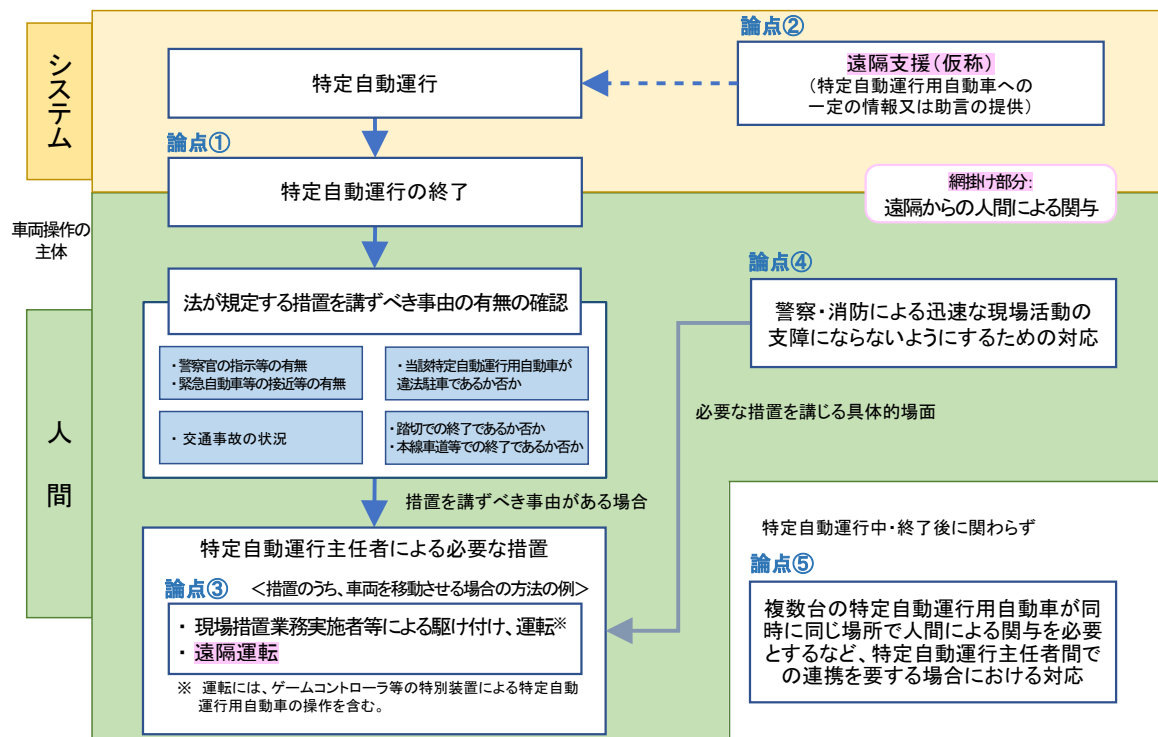 システム
車両操作の
主体
人
間
特定自動運行
論点②
遠隔支援(仮称)
(特定自動運行用自動車への
一定の情報又は助言の提供)
論点①
特定自動運行の終了
網掛け部分:
遠隔からの人間による関与
法が規定する措置を講ずべき事由の有無の確認
・警察官の指示等の有無
・緊急自動車等の接近等の有無
・当該特定自動運行用自動車が
違法駐車であるか否か
・交通事故の状況
・踏切での終了であるか否か
・本線車道等での終了であるか否か
論点④
警察・消防による迅速な現場活動の
支障にならないようにするための対応
必要な措置を講じる具体的場面
措置を講ずべき事由がある場合
特定自動運行主任者による必要な措置
論点③
<措置のうち、車両を移動させる場合の方法の例>
・ 現場措置業務実施者等による駆け付け、運転※
・ 遠隔運転
※ 運転には、ゲームコントローラ等の特別装置による特定自動
運行用自動車の操作を含む。
特定自動運行中・終了後に関わらず
論点⑤
複数台の特定自動運行用自動車が同
時に同じ場所で人間による関与を必要
とするなど、特定自動運行主任者間で
の連携を要する場合における対応